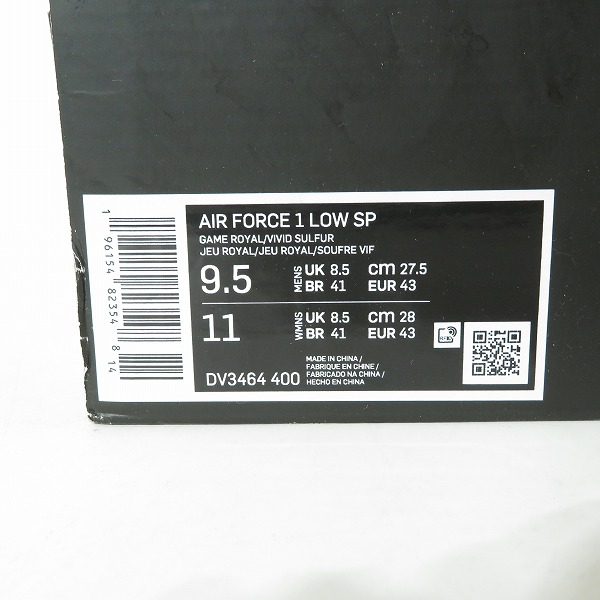 AIR FORCE 1 LOW SP
GAME ROYAL/VIVID SULFUR
JEU ROYAL/JEU ROYAL/SOUFRE VIF
9.5 MENS UK 8.5 cm 27.5
BR 41 EUR 43
11 WMNS UK 8.5 cm 28
BR 41 EUR 43
RFID
DV3464 400
MADE IN CHINA /
FABRIQUE EN CHINE /
FABRICADO NA CHINA /
HECHO EN CHINA
1 96154 82354 8 14